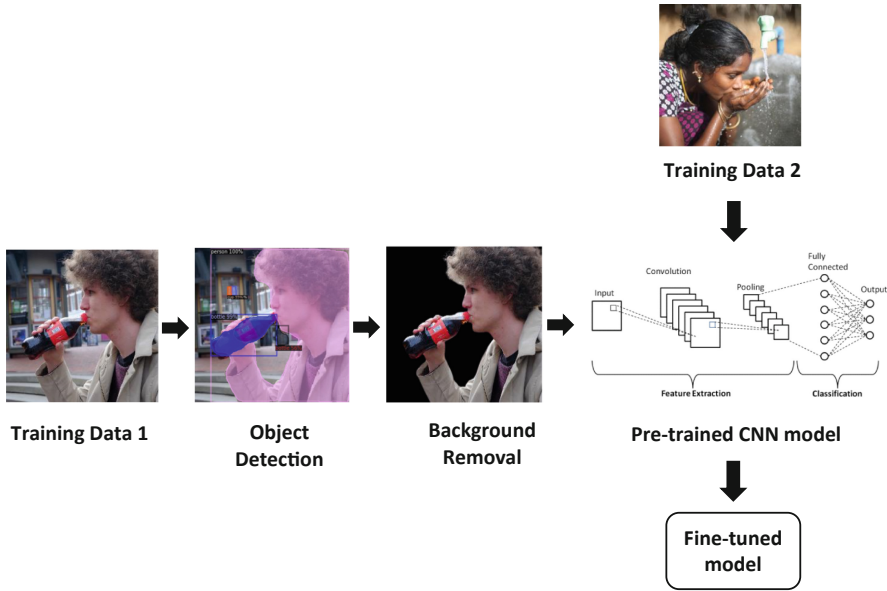 Training Data 2
person 100%
Fully
Connected
Convolution
Pooling
Input
Output
Feature Extraction
Classification
Training Data 1
Object
Detection
Background
Removal
Pre-trained CNN model
Fine-tuned
model